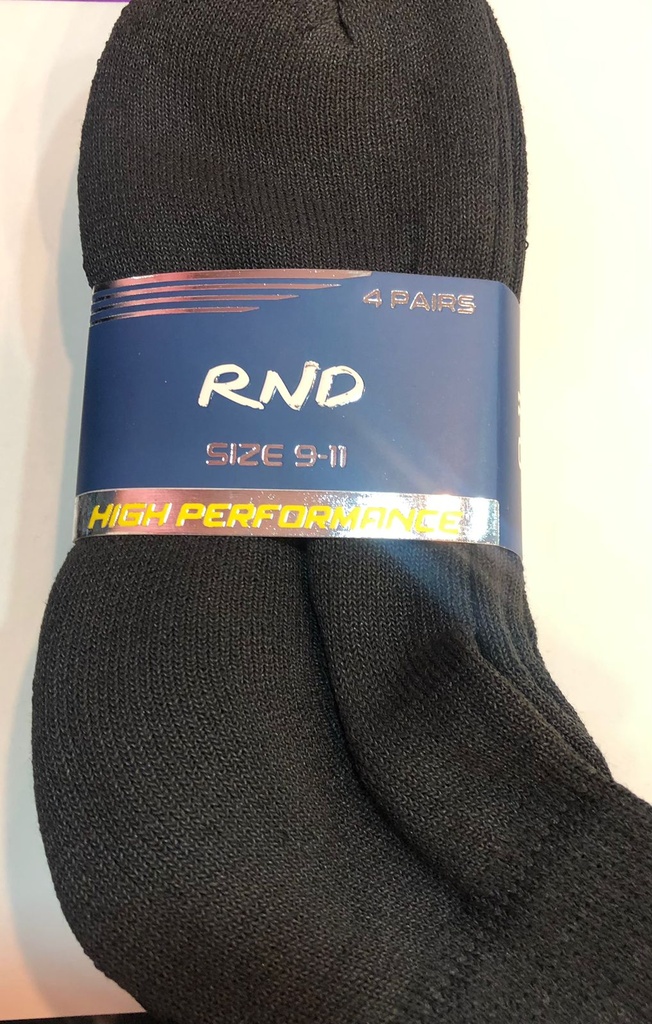 4 PAIRS
RND
SIZE 9-11
HIGH PERFORMANCE